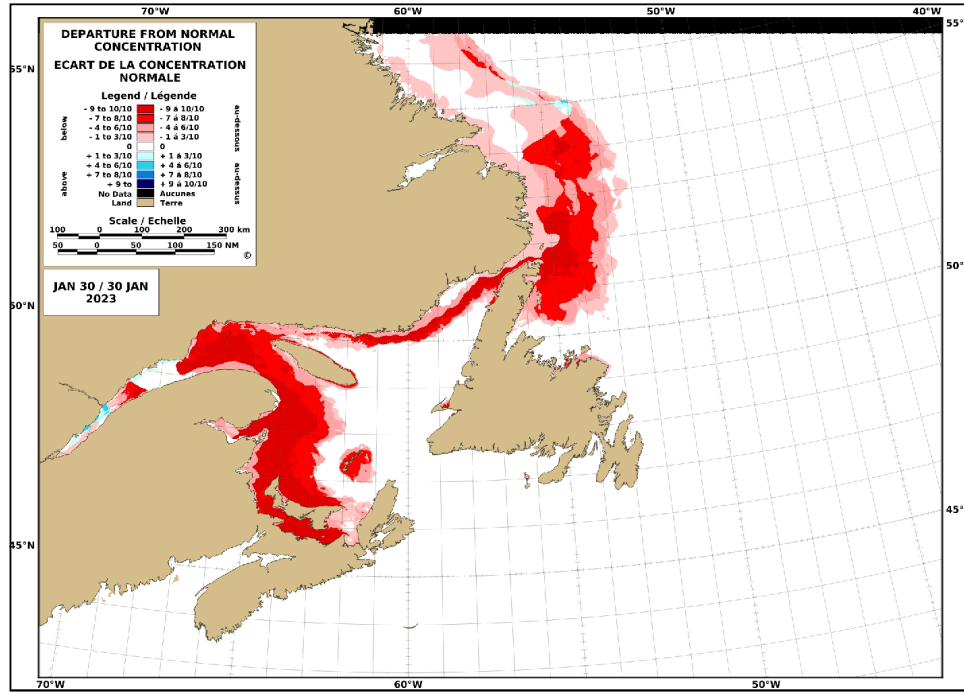 70°W 60°W 50°W 40°W
DEPARTURE FROM NORMAL
CONCENTRATION
ECART DE LA CONCENTRATION
NORMALE
Legend / Légende
- 9 to 10/10 - 9 á 10/10
- 7 to 8/10 - 7 á 8/10
- 4 to 6/10 - 4 á 6/10
- 1 to 3/10 - 1 á 3/10
0 0
+ 1 to 3/10 + 1 á 3/10
+ 4 to 6/10 + 4 á 6/10
+ 7 to 8/10 + 7 á 8/10
+ 9 to + 9 á 10/10
No Data Aucunes
Land Terre
below
above
au-dessous
au-dessus
Scale / Echelle
100 0 100 200 300 km
50 0 50 100 150 NM
©
JAN 30 / 30 JAN
2023
55°N
50°N
45°N
55°
50°N
45°N
70°W 60°W 50°W